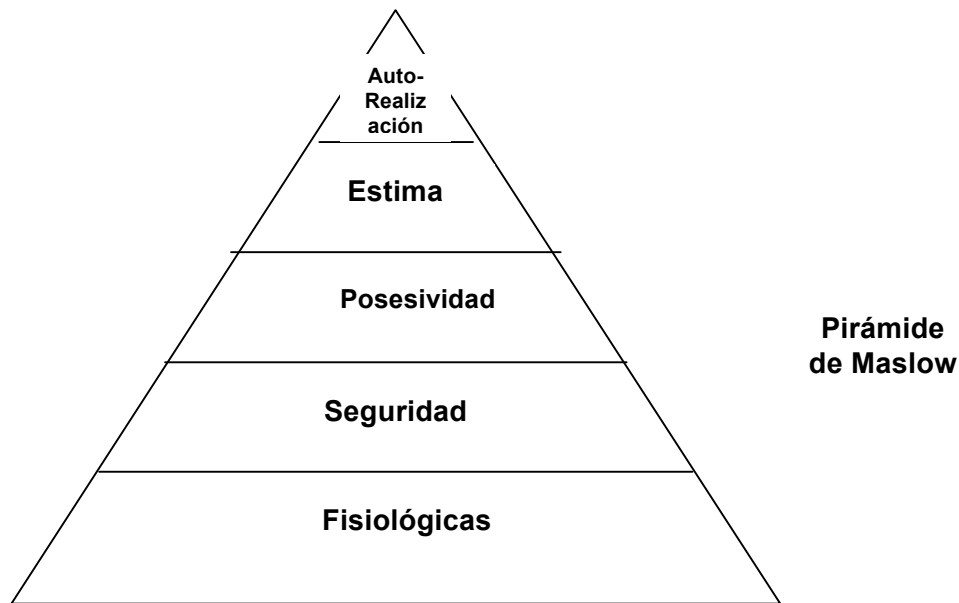 Auto-
Realiz
ación
Estima
Posesividad
Seguridad
Fisiológicas
Pirámide
de Maslow